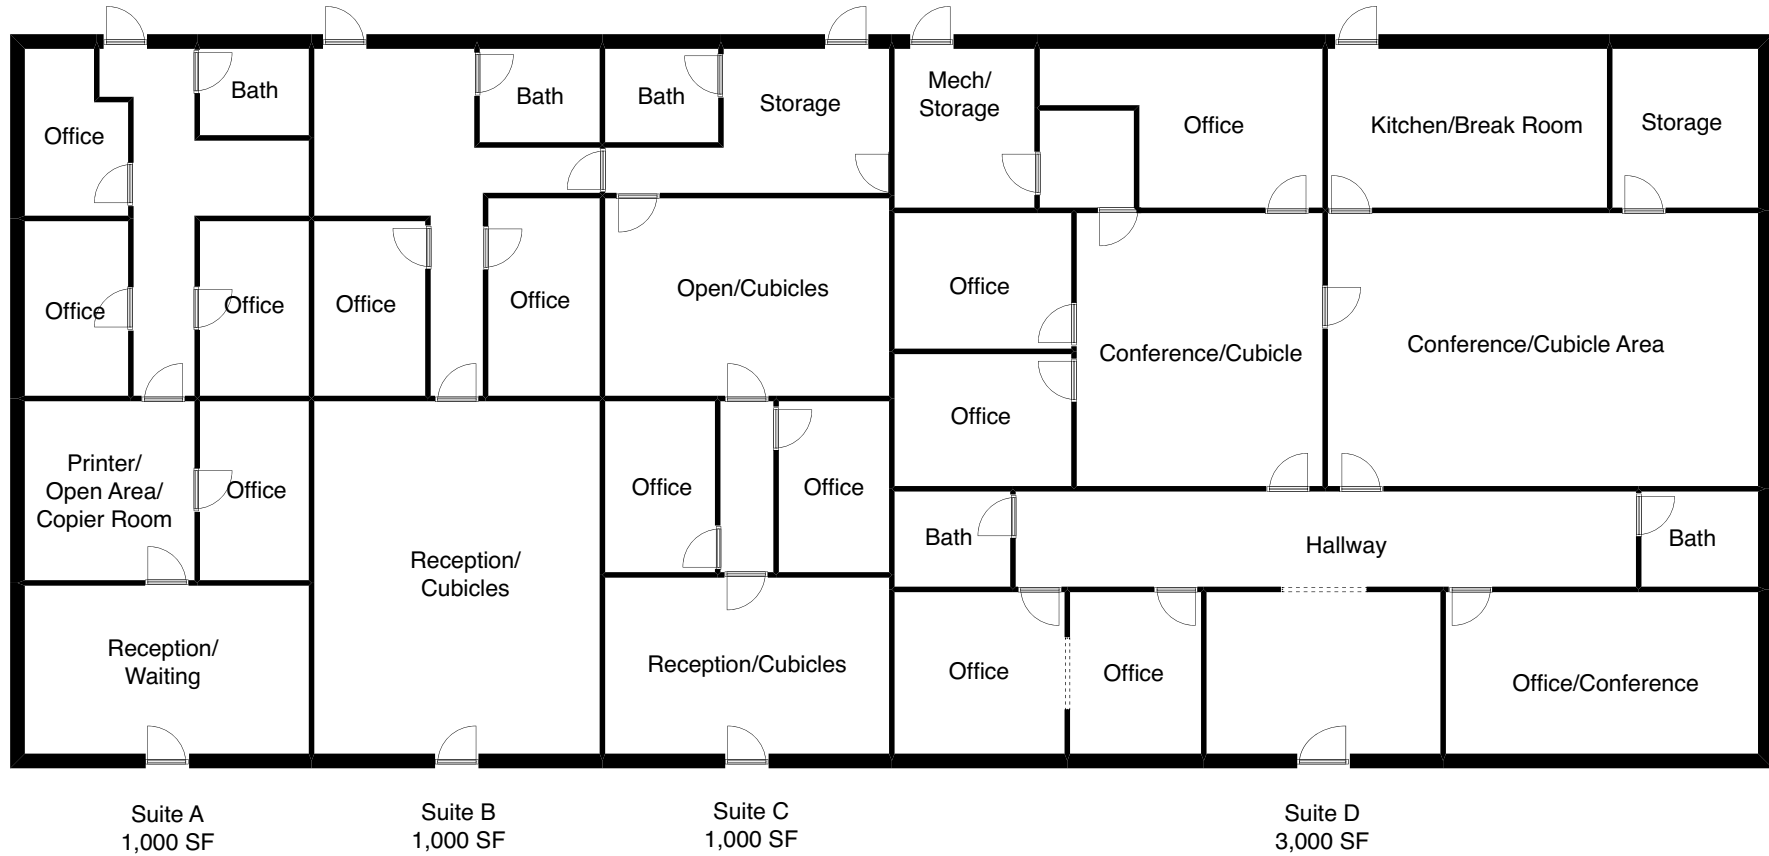 Bath
Office
Office
Office
Printer/
Open Area/
Copier Room
Office
Reception/
Waiting
Bath
Office
Office
Reception/
Cubicles
Bath
Storage
Open/Cubicles
Office
Office
Reception/Cubicles
Mech/
Storage
Office
Kitchen/Break Room
Storage
Office
Conference/Cubicle
Conference/Cubicle Area
Office
Bath
Hallway
Bath
Office
Office
Office/Conference
Suite A
1,000 SF
Suite B
1,000 SF
Suite C
1,000 SF
Suite D
3,000 SF